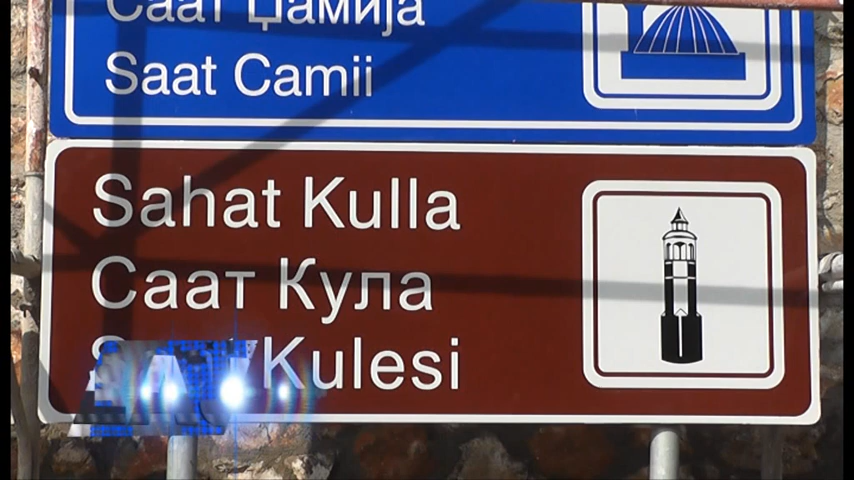 Саат Џамија
Saat Camii
Sahat Kulla
Саат Кула
Kulesi